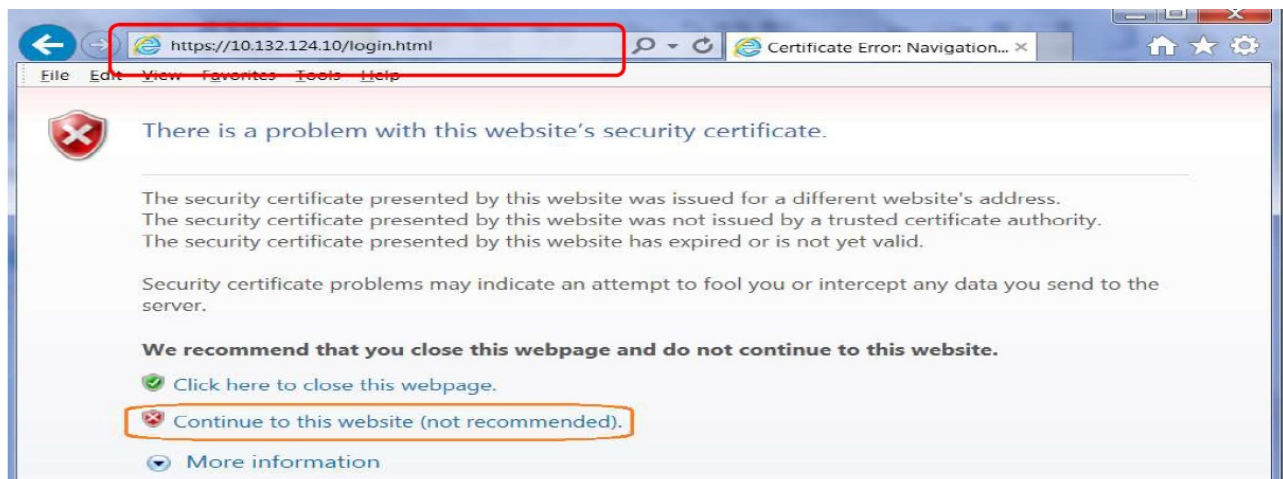 https://10.132.124.10/login.html
Certificate Error: Navigation...
File Edit View Favorites Tools Help
There is a problem with this website's security certificate.
The security certificate presented by this website was issued for a different website's address.
The security certificate presented by this website was not issued by a trusted certificate authority.
The security certificate presented by this website has expired or is not yet valid.
Security certificate problems may indicate an attempt to fool you or intercept any data you send to the
server.
We recommend that you close this webpage and do not continue to this website.
Click here to close this webpage.
Continue to this website (not recommended).
More information